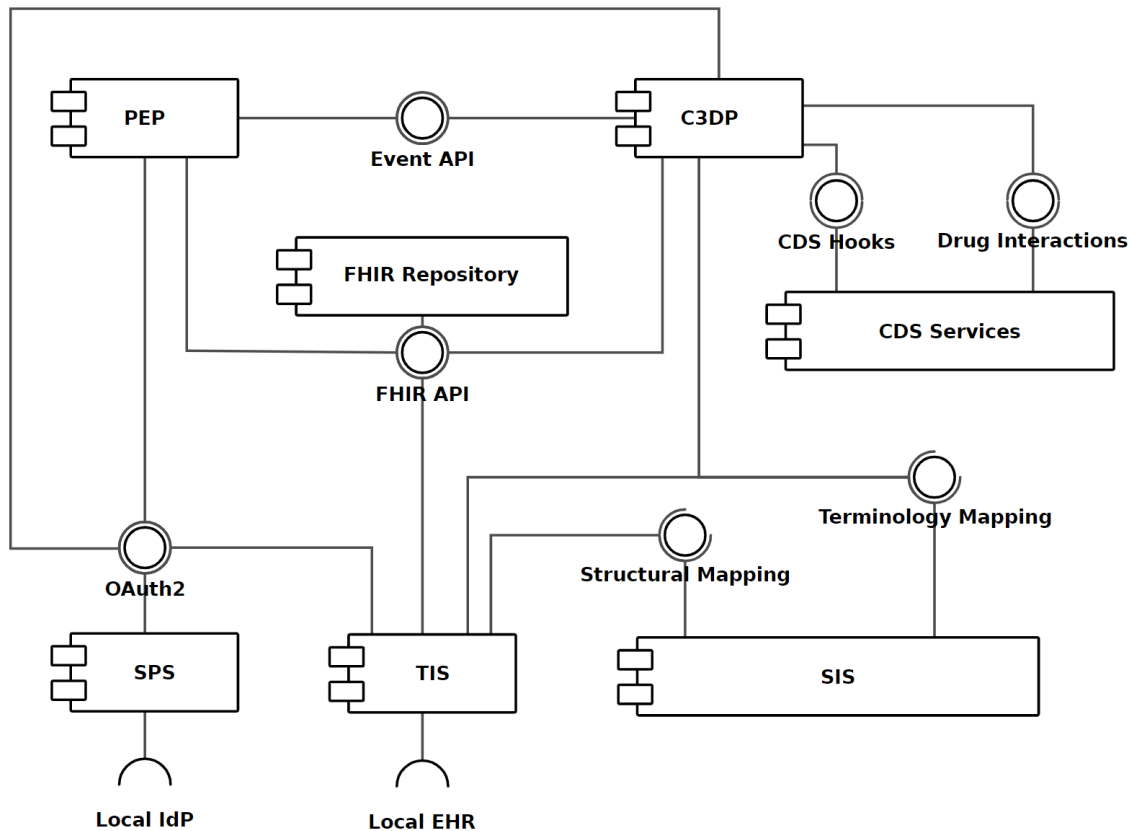 PEP
C3DP
Event API
CDS Hooks
Drug Interactions
FHIR Repository
CDS Services
FHIR API
Terminology Mapping
Structural Mapping
OAuth2
SPS
TIS
SIS
Local IdP
Local EHR